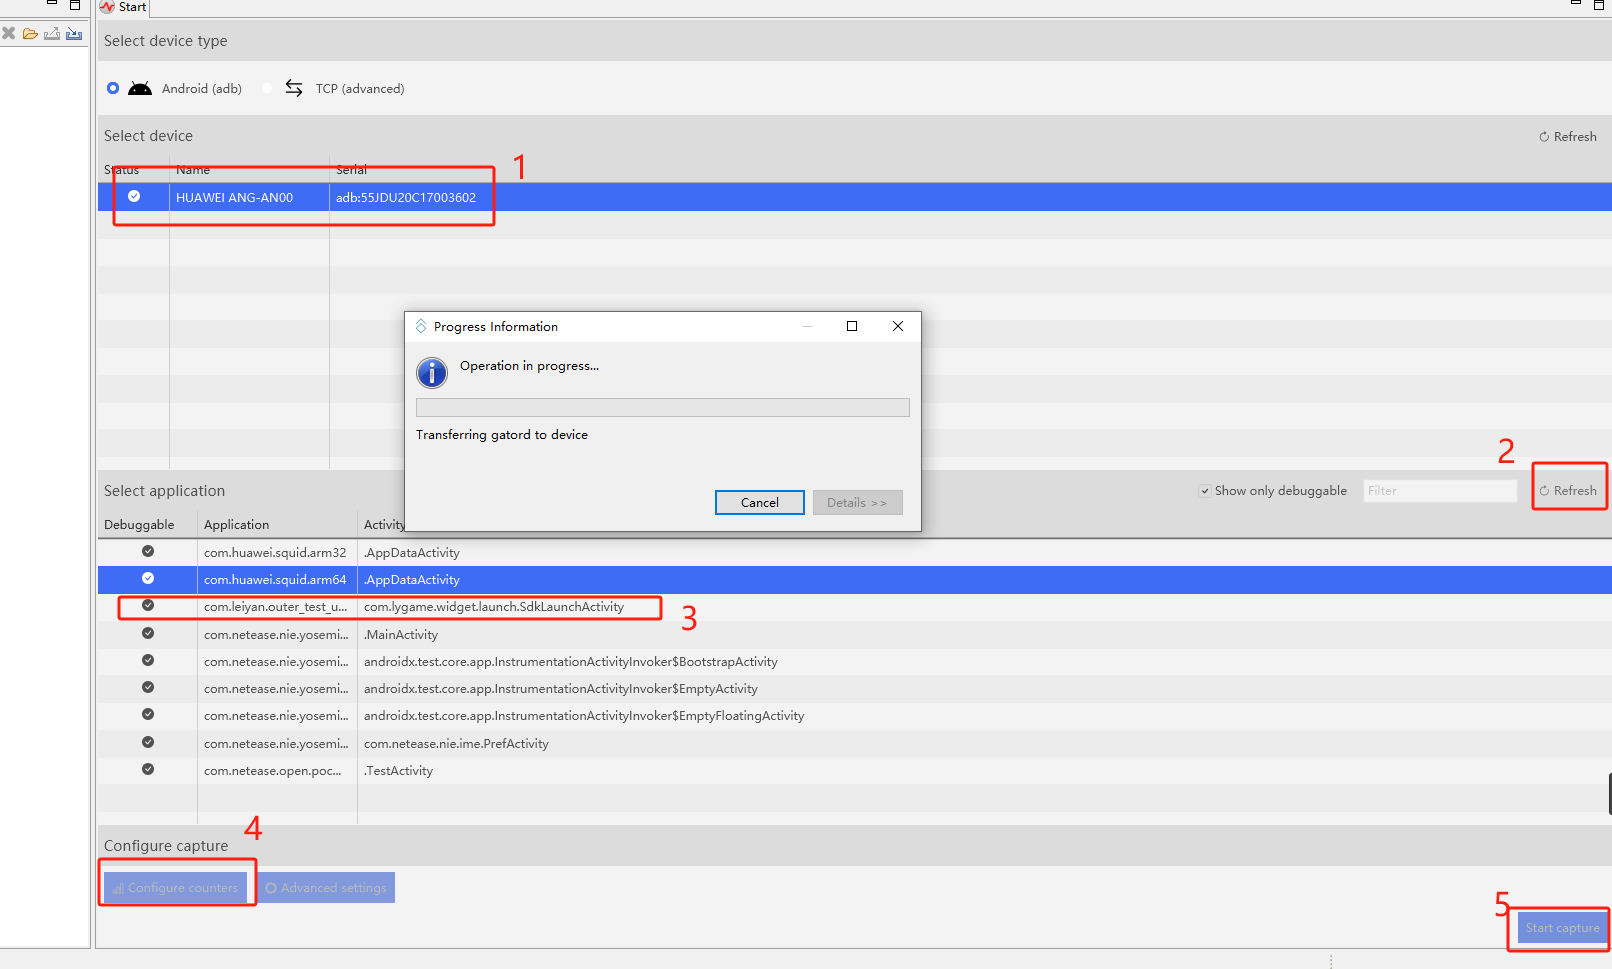 Start
Select device type
Android (adb) TCP (advanced)
Select device Refresh
Status Name Serial
1
HUAWEI ANG-AN00 adb:55JDU20C17003602
Progress Information
Operation in progress...
Transferring gatord to device
Cancel Details >>
2
Select application Show only debuggable Filter Refresh
Debuggable Application Activity
com.huawei.squid.arm32 .AppDataActivity
com.huawei.squid.arm64 .AppDataActivity
com.leiyan.outer_test_u... com.lygame.widget.launch.SdkLaunchActivity
3
com.netease.nie.yosemi... .MainActivity
com.netease.nie.yosemi... androidx.test.core.app.InstrumentationActivityInvoker$BootstrapActivity
com.netease.nie.yosemi... androidx.test.core.app.InstrumentationActivityInvoker$EmptyActivity
com.netease.nie.yosemi... androidx.test.core.app.InstrumentationActivityInvoker$EmptyFloatingActivity
com.netease.nie.yosemi... com.netease.nie.ime.PrefActivity
com.netease.open.poc... .TestActivity
4
Configure capture
Configure counters Advanced settings
5
Start capture